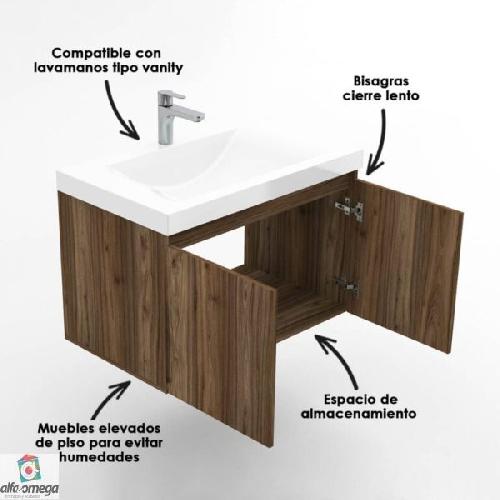 Compatible con
lavamanos tipo vanity
Bisagras
cierre lento
Espacio de
almacenamiento
Muebles elevados
de piso para evitar
humedades
alfa y omega